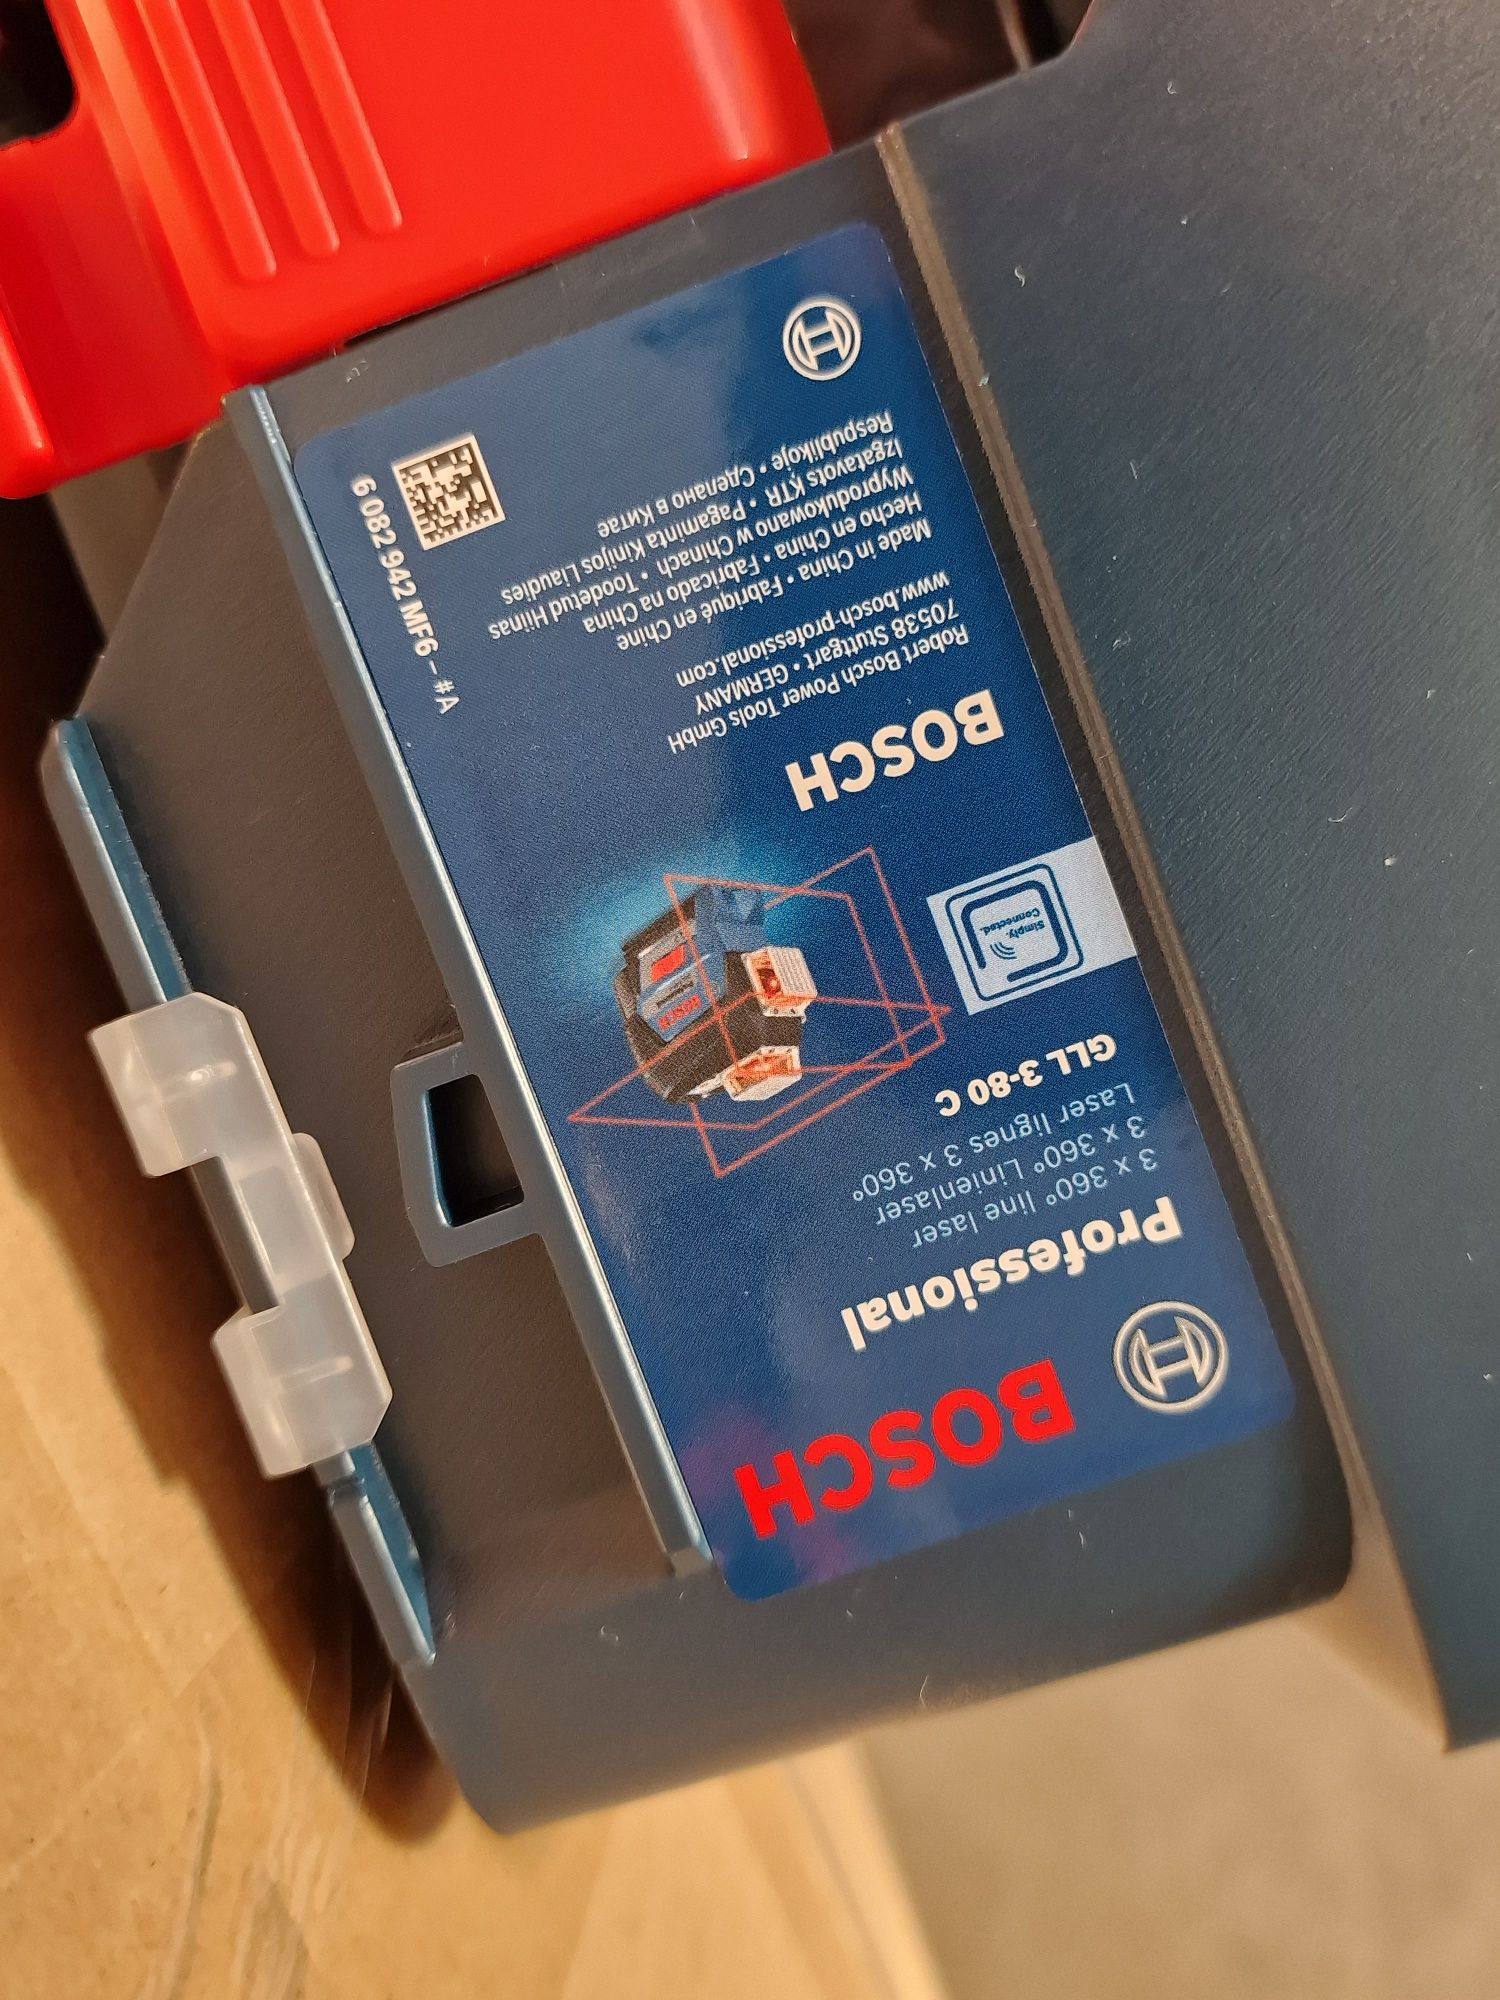 BOSCH
Professional
3 x 360° line laser
3 x 360° Linienlaser
Laser lignes 3 x 360°
GLL 3-80 C
Simply.
Connected.
BOSCH
BOSCH
Robert Bosch Power Tools GmbH
70538 Stuttgart • GERMANY
www.bosch-professional.com
Made in China • Fabriqué en Chine
Hecho en China • Fabricado na China
Wyprodukowano w Chinach • Toodetud Hiinas
Izgatavots ĶTR • Pagaminta Kinijos Liaudies
Respublikoje • Сделано в Китае
6 082 942 MF6 – #A